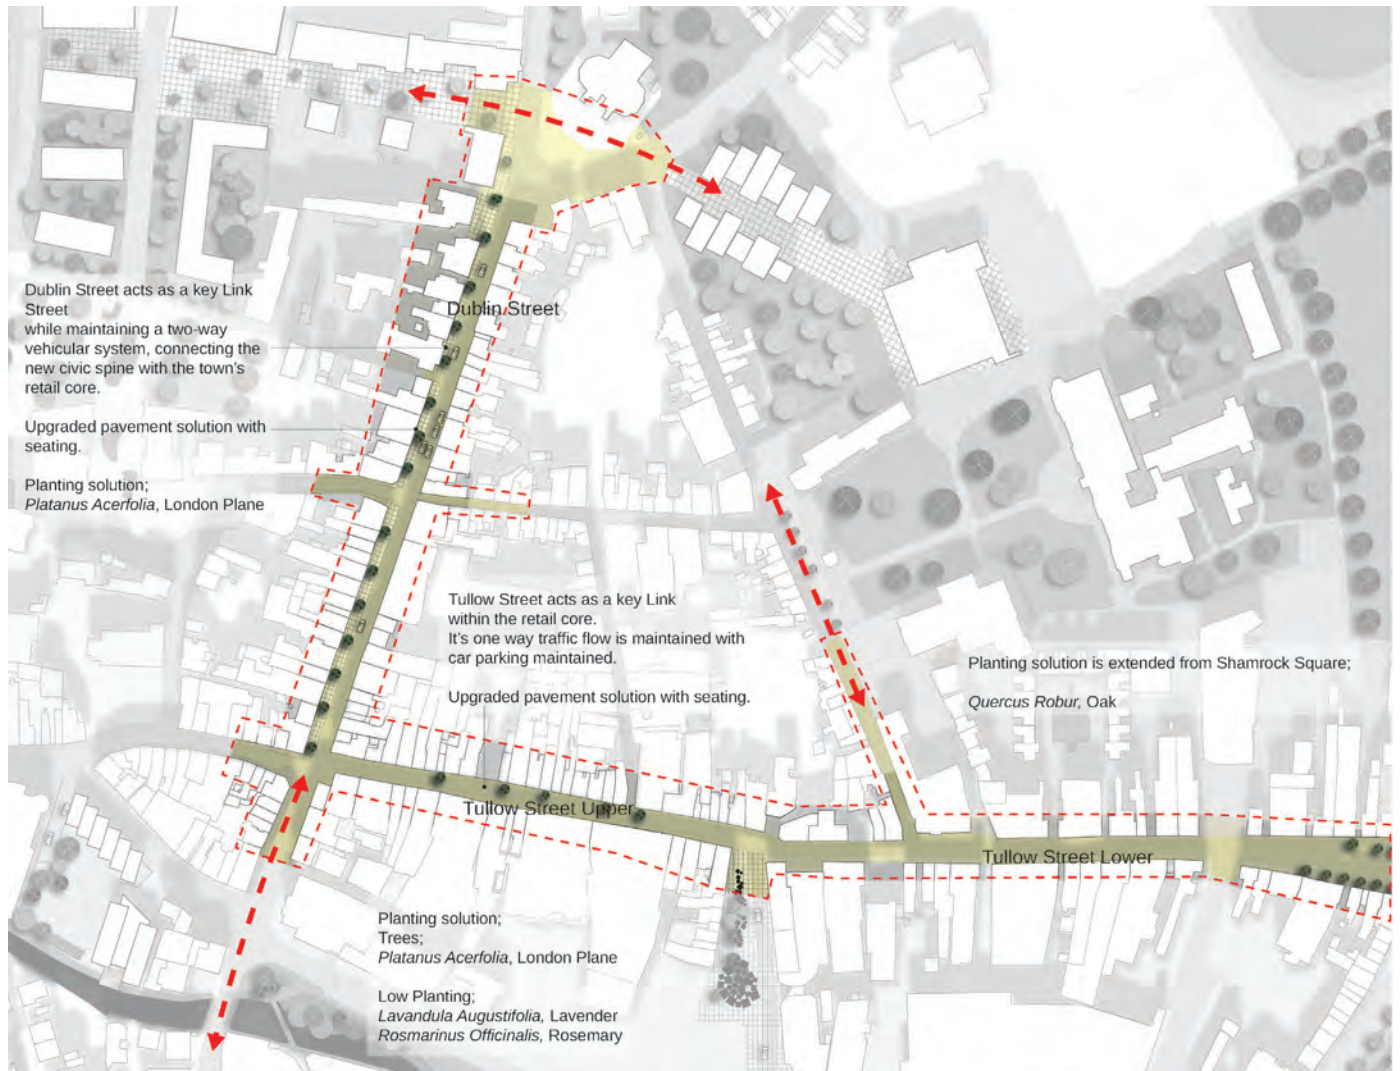 Dublin Street acts as a key Link
Street
while maintaining a two-way
vehicular system, connecting the
new civic spine with the town's
retail core.
Upgraded pavement solution with
seating.
Planting solution;
Platanus Acerfolia, London Plane
Dublin Street
Tullow Street acts as a key Link
within the retail core.
It's one way traffic flow is maintained with
car parking maintained.
Upgraded pavement solution with seating.
Planting solution is extended from Shamrock Square;
Quercus Robur, Oak
Tullow Street Upper
Tullow Street Lower
Planting solution;
Trees;
Platanus Acerfolia, London Plane
Low Planting;
Lavandula Augustifolia, Lavender
Rosmarinus Officinalis, Rosemary